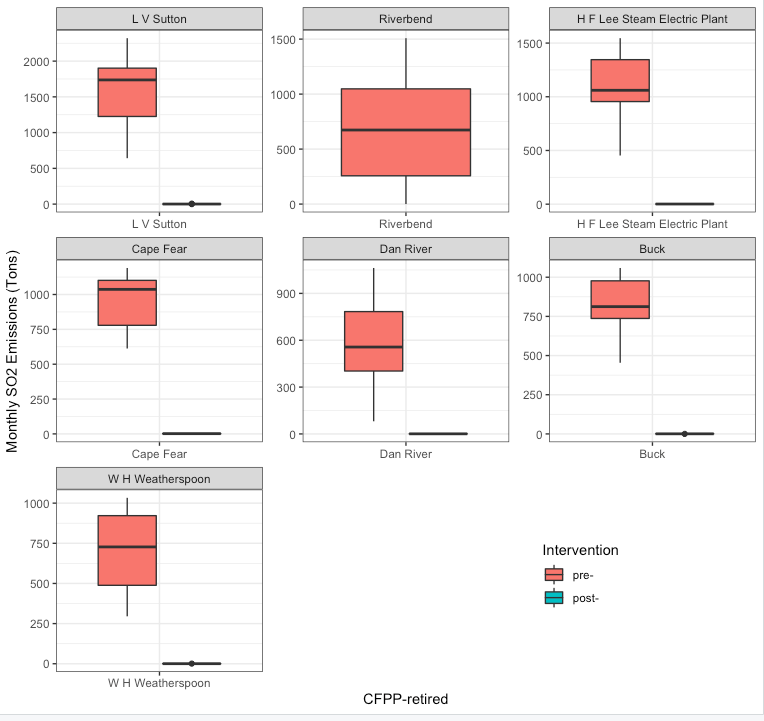 L V Sutton
Riverbend
H F Lee Steam Electric Plant
2000
1500
1000
500
0
1500
1000
500
0
1500
1000
500
0
L V Sutton
Riverbend
H F Lee Steam Electric Plant
Cape Fear
Dan River
Buck
1000
750
500
250
0
900
600
300
0
1000
750
500
250
0
Cape Fear
Dan River
Buck
Monthly SO2 Emissions (Tons)
W H Weatherspoon
1000
750
500
250
0
W H Weatherspoon
Intervention
pre-
post-
CFPP-retired